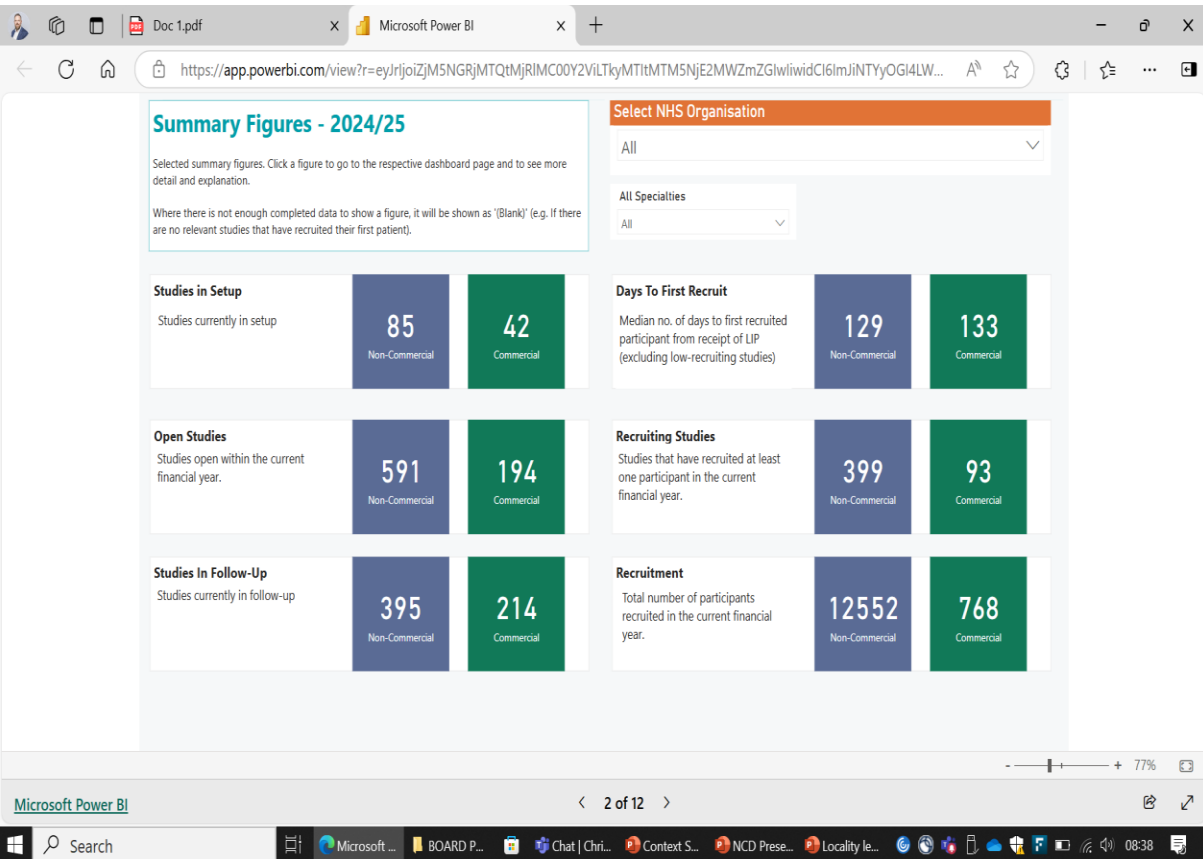 Doc 1.pdf
Microsoft Power BI
https://app.powerbi.com/view?r=
77%
Summary Figures - 2024/25
Selected summary figures. Click a figure to go to the respective dashboard page and to see more
detail and explanation.
Where there is not enough completed data to show a figure, it will be shown as '(Blank)' (e.g. If there
are no relevant studies that have recruited their first patient).
Select NHS Organisation
All
All Specialties
All
Studies in Setup
Studies currently in setup
85
Non-Commercial
42
Commercial
Days To First Recruit
Median no. of days to first recruited
participant from receipt of LIP
(excluding low-recruiting studies)
129
Non-Commercial
133
Commercial
Open Studies
Studies open within the current
financial year.
591
Non-Commercial
194
Commercial
Recruiting Studies
Studies that have recruited at least
one participant in the current
financial year.
399
Non-Commercial
93
Commercial
Studies In Follow-Up
Studies currently in follow-up
395
Non-Commercial
214
Commercial
Recruitment
Total number of participants
recruited in the current financial
year.
12552
Non-Commercial
768
Commercial
Microsoft Power BI
2 of 12
Search
Microsoft ...
BOARD P...
Chat | Chri...
Context S...
NCD Prese...
Locality le...
08:38